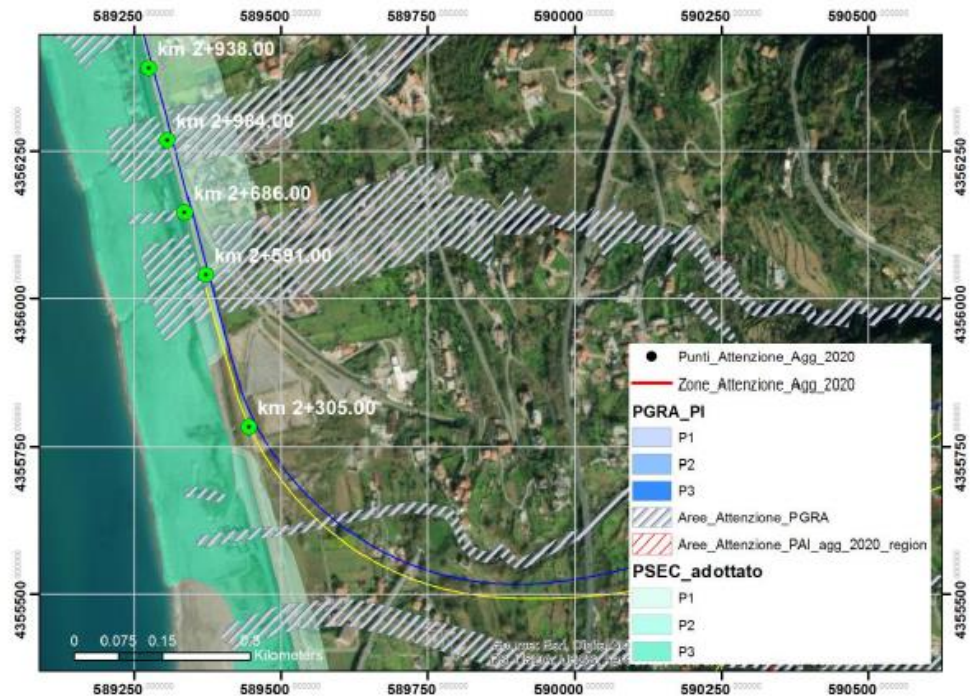 589250 589500 589750 590000 590250 590500
km 2+938.00
km 2+984.00
4356250 4356250
km 2+686.00
km 2+591.00
4356000 4356000
Punti_Attenzione_Agg_2020
km 2+305.00
Zone_Attenzione_Agg_2020
PGRA_PI
P1
4355750 4355750
P2
P3
Aree_Attenzione_PGRA
Aree_Attenzione_PAI_agg_2020_region
PSEC_adottato
P1
4355500 4355500
P2
0 0.075 0.15 0.3
Kilometers
P3
589250 589500 589750 590000 590250 590500